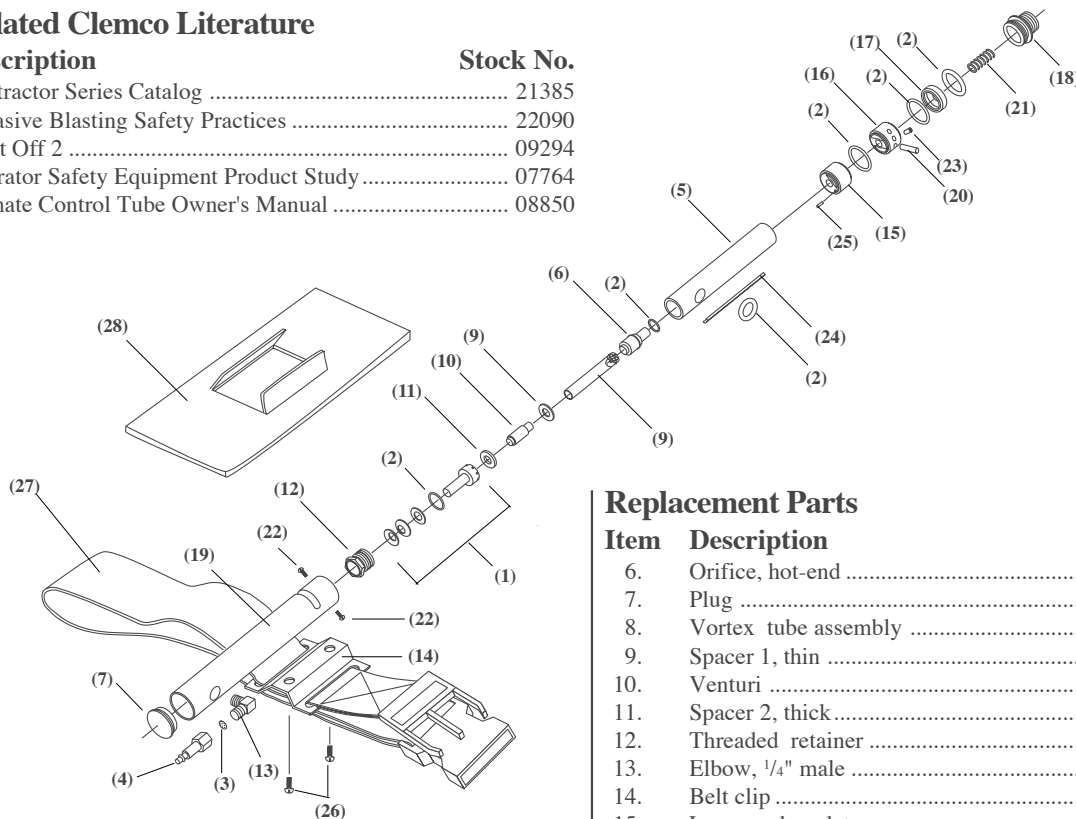 lated Clemco Literature
scription Stock No.
tractor Series Catalog ........ 21385
asive Blasting Safety Practices ........ 22090
t Off 2 ........ 09294
rator Safety Equipment Product Study ........ 07764
nate Control Tube Owner's Manual ........ 08850
(17)
(2)
(18)
(16)
(2)
(21)
(2)
(23)
(20)
(5)
(15)
(25)
(6)
(2)
(24)
(2)
(28)
(9)
(10)
(9)
(11)
(2)
(12)
(1)
(27)
(19)
(22)
(22)
(14)
(7)
(4)
(3)
(13)
(26)
Replacement Parts
Item Description
6. Orifice, hot-end ........
7. Plug ........
8. Vortex tube assembly ........
9. Spacer 1, thin ........
10. Venturi ........
11. Spacer 2, thick ........
12. Threaded retainer ........
13. Elbow, 1/4" male ........
14. Belt clip ........